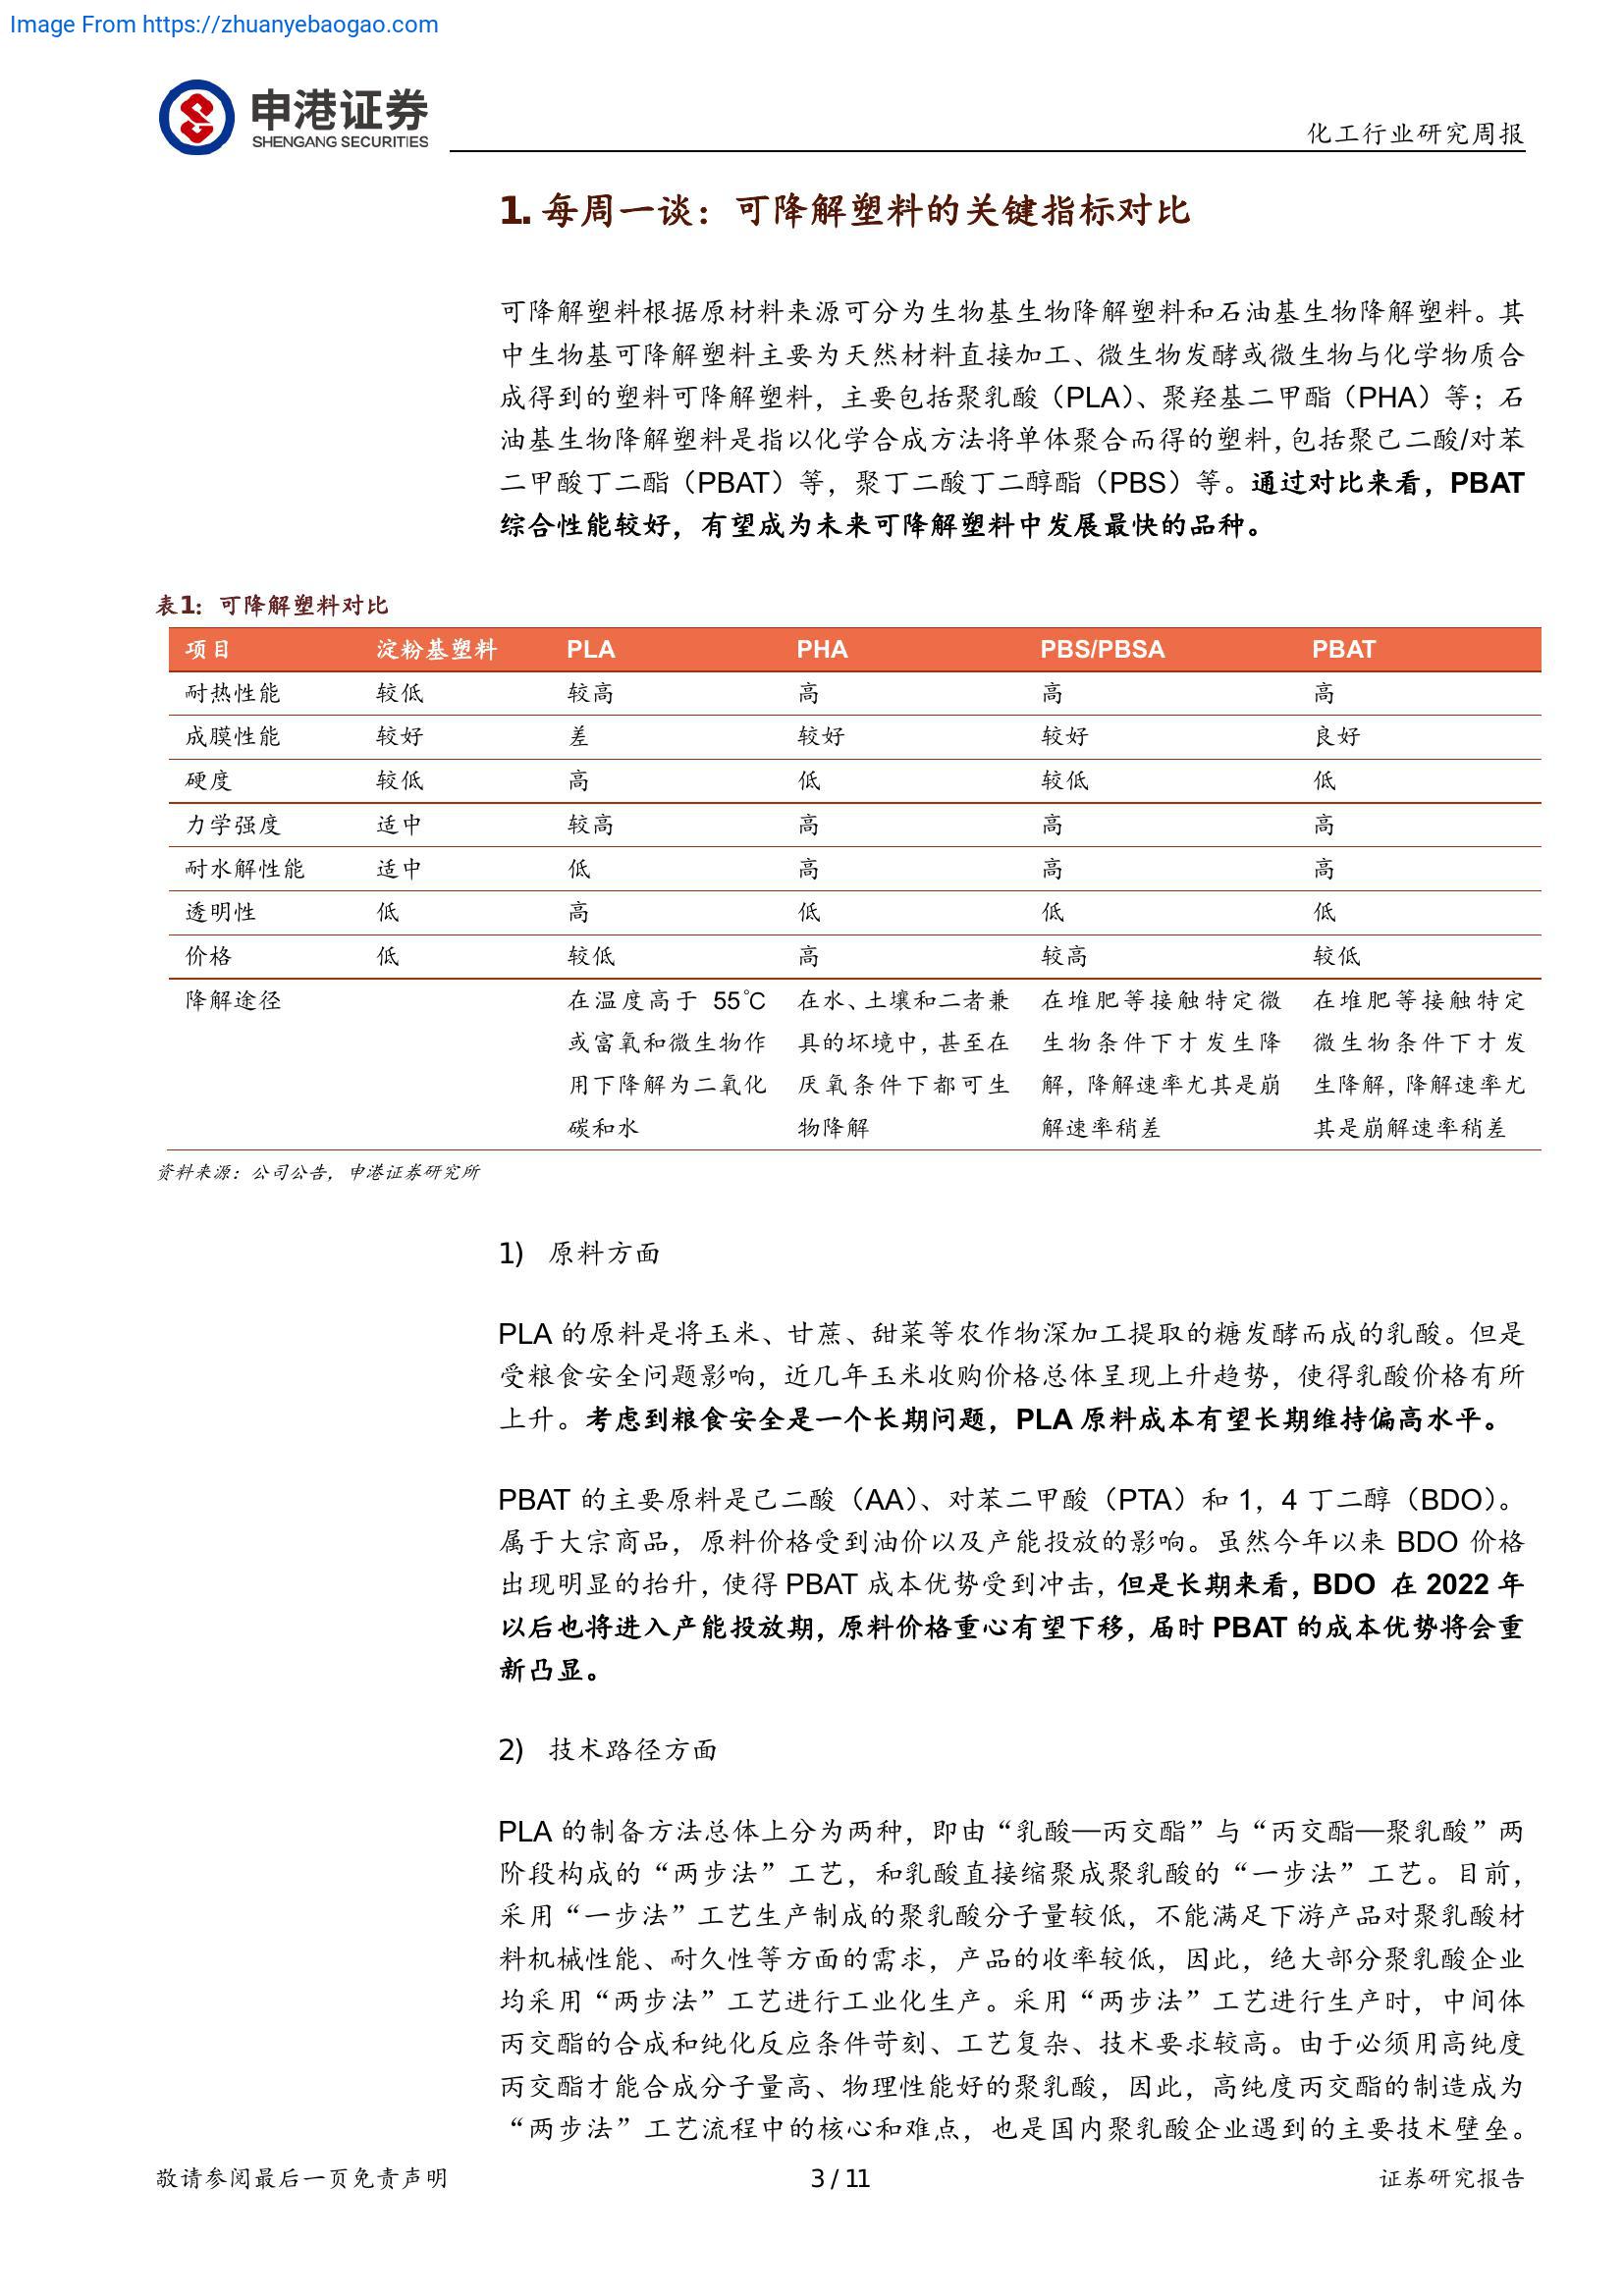 Image From https://zhuanyebaogao.com
申港证券
SHENGANG SECURITIES
化工行业研究周报
1. 每周一谈：可降解塑料的关键指标对比
可降解塑料根据原材料来源可分为生物基生物降解塑料和石油基生物降解塑料。其
中生物基可降解塑料主要为天然材料直接加工、微生物发酵或微生物与化学物质合
成得到的塑料可降解塑料，主要包括聚乳酸（PLA）、聚羟基二甲酯（PHA）等；石
油基生物降解塑料是指以化学合成方法将单体聚合而得的塑料，包括聚己二酸/对苯
二甲酸丁二酯（PBAT）等，聚丁二酸丁二醇酯（PBS）等。通过对比来看，PBAT
综合性能较好，有望成为未来可降解塑料中发展最快的品种。
表1：可降解塑料对比
项目 淀粉基塑料 PLA PHA PBS/PBSA PBAT
耐热性能 较低 较高 高 高 高
成膜性能 较好 差 较好 较好 良好
硬度 较低 高 低 较低 低
力学强度 适中 较高 高 高 高
耐水解性能 适中 低 高 高 高
透明性 低 高 低 低 低
价格 低 较低 高 较高 较低
降解途径 在温度高于 55℃ 在水、土壤和二者兼 在堆肥等接触特定微 在堆肥等接触特定
或富氧和微生物作 具的坏境中，甚至在 生物条件下才发生降 微生物条件下才发
用下降解为二氧化 厌氧条件下都可生 解，降解速率尤其是崩 生降解，降解速率尤
碳和水 物降解 解速率稍差 其是崩解速率稍差
资料来源：公司公告，申港证券研究所
1) 原料方面
PLA 的原料是将玉米、甘蔗、甜菜等农作物深加工提取的糖发酵而成的乳酸。但是
受粮食安全问题影响，近几年玉米收购价格总体呈现上升趋势，使得乳酸价格有所
上升。考虑到粮食安全是一个长期问题，PLA 原料成本有望长期维持偏高水平。
PBAT 的主要原料是己二酸（AA）、对苯二甲酸（PTA）和 1，4 丁二醇（BDO）。
属于大宗商品，原料价格受到油价以及产能投放的影响。虽然今年以来 BDO 价格
出现明显的抬升，使得 PBAT 成本优势受到冲击，但是长期来看，BDO 在 2022 年
以后也将进入产能投放期，原料价格重心有望下移，届时 PBAT 的成本优势将会重
新凸显。
2) 技术路径方面
PLA 的制备方法总体上分为两种，即由“乳酸—丙交酯”与“丙交酯—聚乳酸”两
阶段构成的“两步法”工艺，和乳酸直接缩聚成聚乳酸的“一步法”工艺。目前，
采用“一步法”工艺生产制成的聚乳酸分子量较低，不能满足下游产品对聚乳酸材
料机械性能、耐久性等方面的需求，产品的收率较低，因此，绝大部分聚乳酸企业
均采用“两步法”工艺进行工业化生产。采用“两步法”工艺进行生产时，中间体
丙交酯的合成和纯化反应条件苛刻、工艺复杂、技术要求较高。由于必须用高纯度
丙交酯才能合成分子量高、物理性能好的聚乳酸，因此，高纯度丙交酯的制造成为
“两步法”工艺流程中的核心和难点，也是国内聚乳酸企业遇到的主要技术壁垒。
敬请参阅最后一页免责声明 3 / 11 证券研究报告